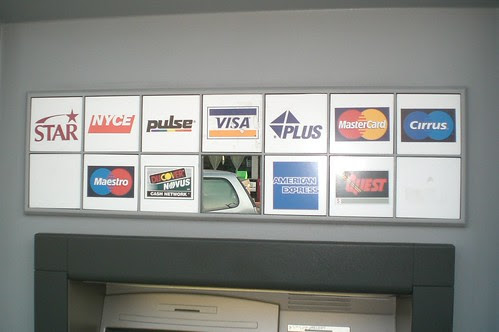 STAR
NYCE
pulse
VISA
PLUS
MasterCard
Cirrus
Maestro
DISCOVER
NOVUS
CASH NETWORK
AMERICAN
EXPRESS
QUEST